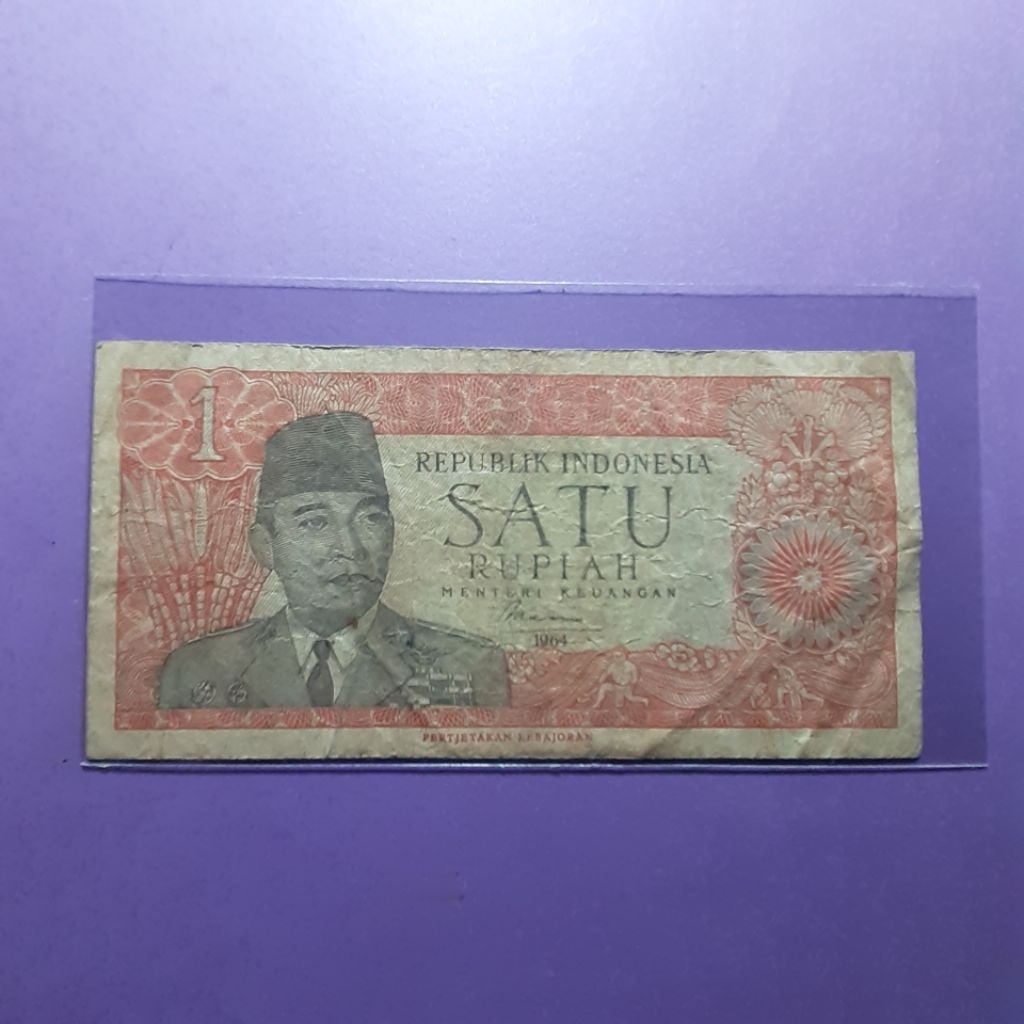 1
REPUBLIK INDONESIA
SATU
RUPIAH
MENTERI KEUANGAN
1964
PERTJETAKAN KEBAJORAN